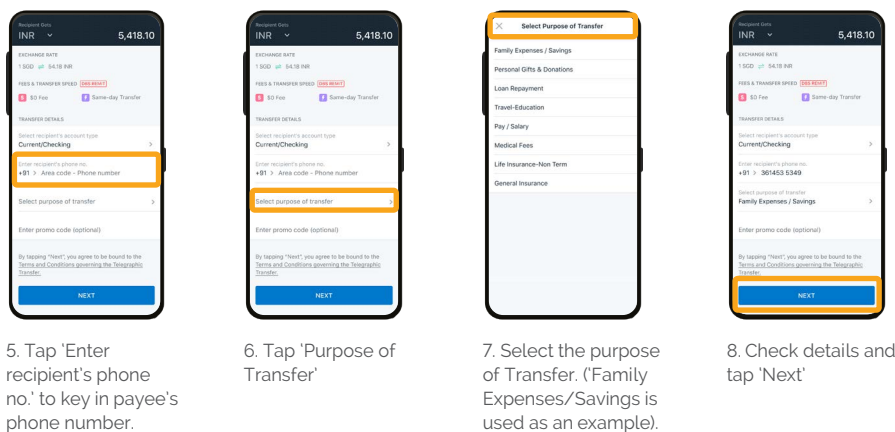 Recipient Gets
INR 5,418.10
EXCHANGE RATE
1 SGD ⇌ 54.18 INR
FEES & TRANSFER SPEED DBS REMIT
$ $0 Fee Same-day Transfer
TRANSFER DETAILS
Select recipient's account type
Current/Checking >
Enter recipient's phone no.
+91 > Area code - Phone number
Select purpose of transfer >
Enter promo code (optional)
By tapping "Next", you agree to be bound to the
Terms and Conditions governing the Telegraphic
Transfer.
NEXT
5. Tap 'Enter
recipient's phone
no.' to key in payee's
phone number.
Recipient Gets
INR 5,418.10
EXCHANGE RATE
1 SGD ⇌ 54.18 INR
FEES & TRANSFER SPEED DBS REMIT
$ $0 Fee Same-day Transfer
TRANSFER DETAILS
Select recipient's account type
Current/Checking >
Enter recipient's phone no.
+91 > Area code - Phone number
Select purpose of transfer >
Enter promo code (optional)
By tapping "Next", you agree to be bound to the
Terms and Conditions governing the Telegraphic
Transfer.
NEXT
6. Tap 'Purpose of
Transfer'
Select Purpose of Transfer
Family Expenses / Savings
Personal Gifts & Donations
Loan Repayment
Travel-Education
Pay / Salary
Medical Fees
Life Insurance-Non Term
General Insurance
7. Select the purpose
of Transfer. ('Family
Expenses/Savings is
used as an example).
Recipient Gets
INR 5,418.10
EXCHANGE RATE
1 SGD ⇌ 54.18 INR
FEES & TRANSFER SPEED DBS REMIT
$ $0 Fee Same-day Transfer
TRANSFER DETAILS
Select recipient's account type
Current/Checking >
Enter recipient's phone no.
+91 > 361453 5349
Select purpose of transfer
Family Expenses / Savings >
Enter promo code (optional)
By tapping "Next", you agree to be bound to the
Terms and Conditions governing the Telegraphic
Transfer.
NEXT
8. Check details and
tap 'Next'